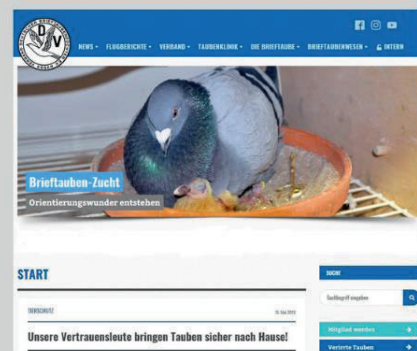 DV
NEWS FLUGBERICHTE VERBAND TAUBENKLINIK DIE BRIEFTAUBE BRIEFTAUBENWESEN INTERN
Brieftauben-Zucht
Orientierungswunder entstehen
START
SUCHE
Suchbegriff eingeben
TIERSCHUTZ
Unsere Vertrauensleute bringen Tauben sicher nach Hause!
Mitglied werden
Verirrte Tauben